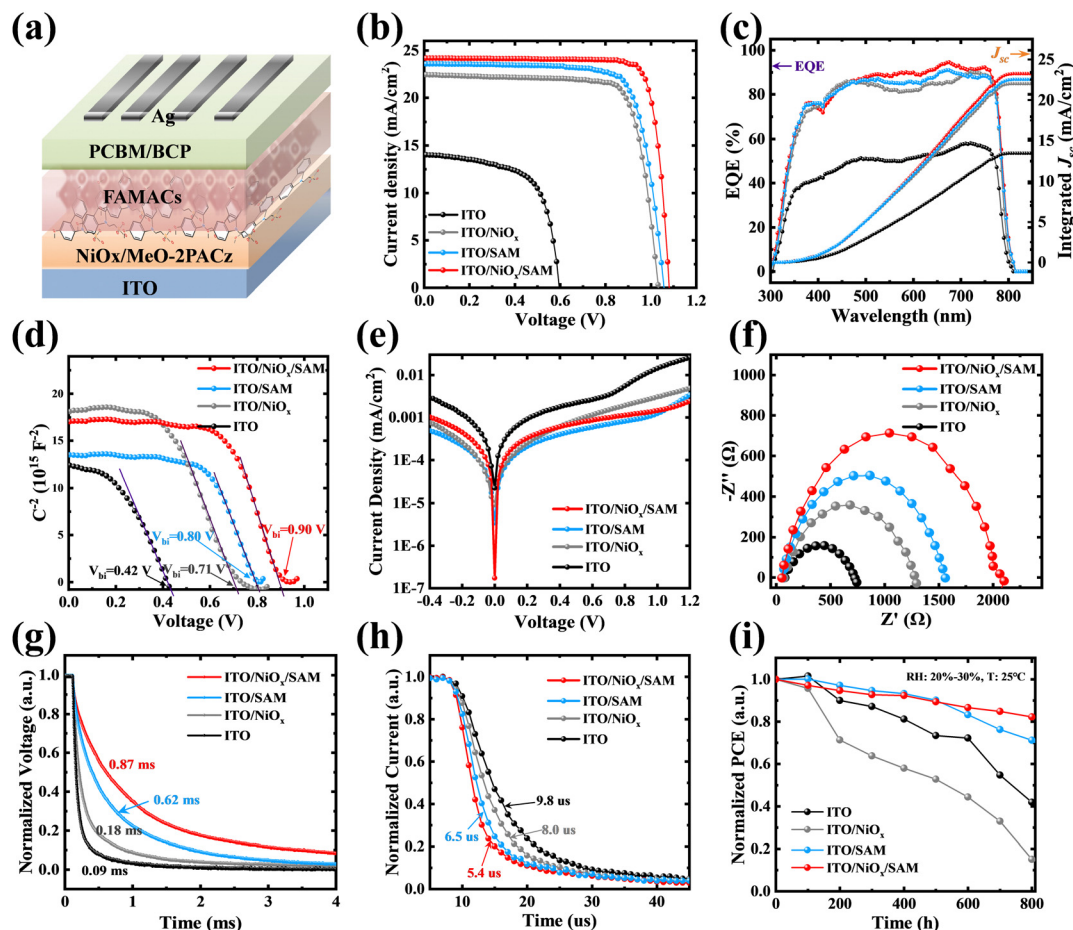 (a)
Ag
PCBM/BCP
FAMACs
NiOx/MeO-2PACz
ITO
(b)
Current density (mA/cm²)
25
20
15
10
5
0
ITO
ITO/NiOₓ
ITO/SAM
ITO/NiOₓ/SAM
0.0 0.2 0.4 0.6 0.8 1.0 1.2
Voltage (V)
(c)
EQE (%)
100
80
60
40
20
0
EQE
Jsc
25
20
15
10
5
0
Integrated Jsc (mA/cm²)
300 400 500 600 700 800
Wavelength (nm)
(d)
C⁻² (10¹⁵ F⁻²)
20
15
10
5
0
ITO/NiOₓ/SAM
ITO/SAM
ITO/NiOₓ
ITO
Vbi=0.90 V
Vbi=0.80 V
Vbi=0.71 V
Vbi=0.42 V
0.0 0.2 0.4 0.6 0.8 1.0
Voltage (V)
(e)
Current Density (mA/cm²)
0.01
0.001
1E-4
1E-5
1E-6
1E-7
ITO/NiOₓ/SAM
ITO/SAM
ITO/NiOₓ
ITO
-0.4 -0.2 0.0 0.2 0.4 0.6 0.8 1.0 1.2
Voltage (V)
(f)
-Z'' (Ω)
1000
800
600
400
200
0
ITO/NiOₓ/SAM
ITO/SAM
ITO/NiOₓ
ITO
0 500 1000 1500 2000
Z' (Ω)
(g)
Normalized Voltage (a.u.)
1.0
0.8
0.6
0.4
0.2
0.0
ITO/NiOₓ/SAM
ITO/SAM
ITO/NiOₓ
ITO
0.87 ms
0.62 ms
0.18 ms
0.09 ms
0 1 2 3 4
Time (ms)
(h)
Normalized Current (a.u.)
1.0
0.8
0.6
0.4
0.2
0.0
ITO/NiOₓ/SAM
ITO/SAM
ITO/NiOₓ
ITO
9.8 us
8.0 us
6.5 us
5.4 us
10 20 30 40
Time (us)
(i)
Normalized PCE (a.u.)
1.0
0.8
0.6
0.4
0.2
0.0
RH: 20%-30%, T: 25℃
ITO
ITO/NiOₓ
ITO/SAM
ITO/NiOₓ/SAM
0 200 400 600 800
Time (h)